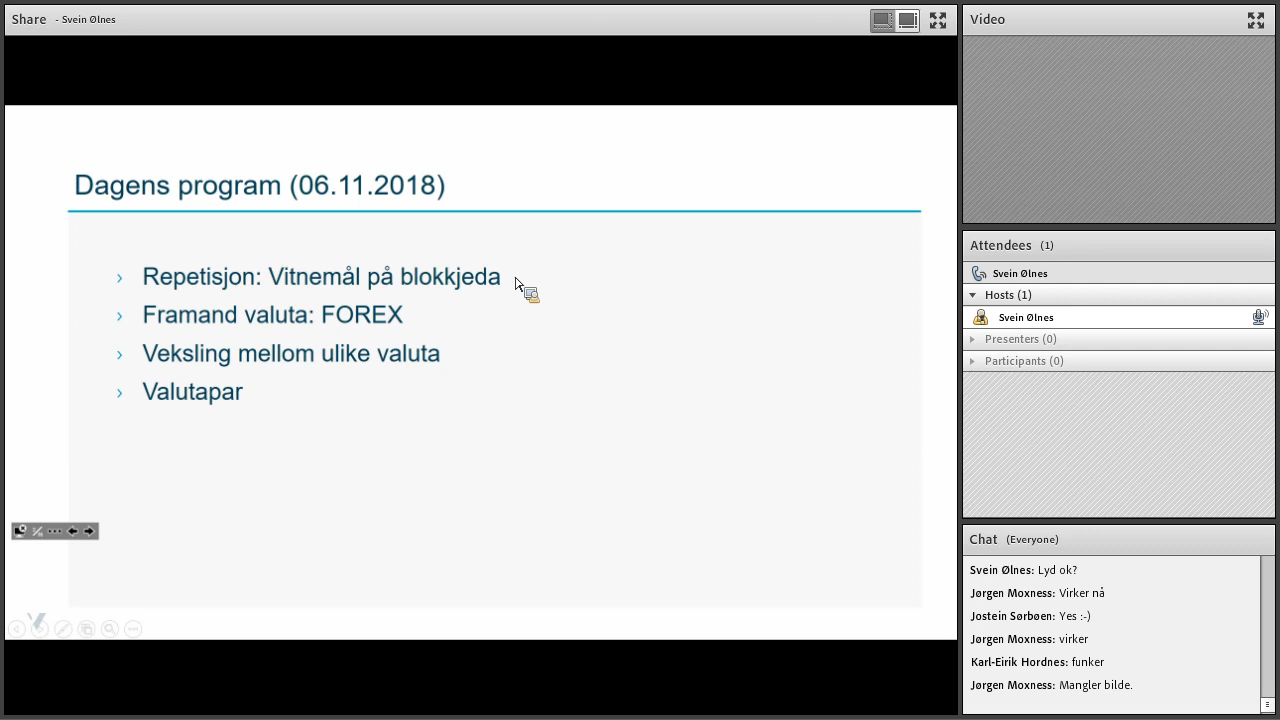 Share - Svein Ølnes
Dagens program (06.11.2018)
› Repetisjon: Vitnemål på blokkjeda
› Framand valuta: FOREX
› Veksling mellom ulike valuta
› Valutapar
Video
Attendees (1)
Svein Ølnes
Hosts (1)
Svein Ølnes
Presenters (0)
Participants (0)
Chat (Everyone)
Svein Ølnes: Lyd ok?
Jørgen Moxness: Virker nå
Jostein Sørbøen: Yes :-)
Jørgen Moxness: virker
Karl-Eirik Hordnes: funker
Jørgen Moxness: Mangler bilde.